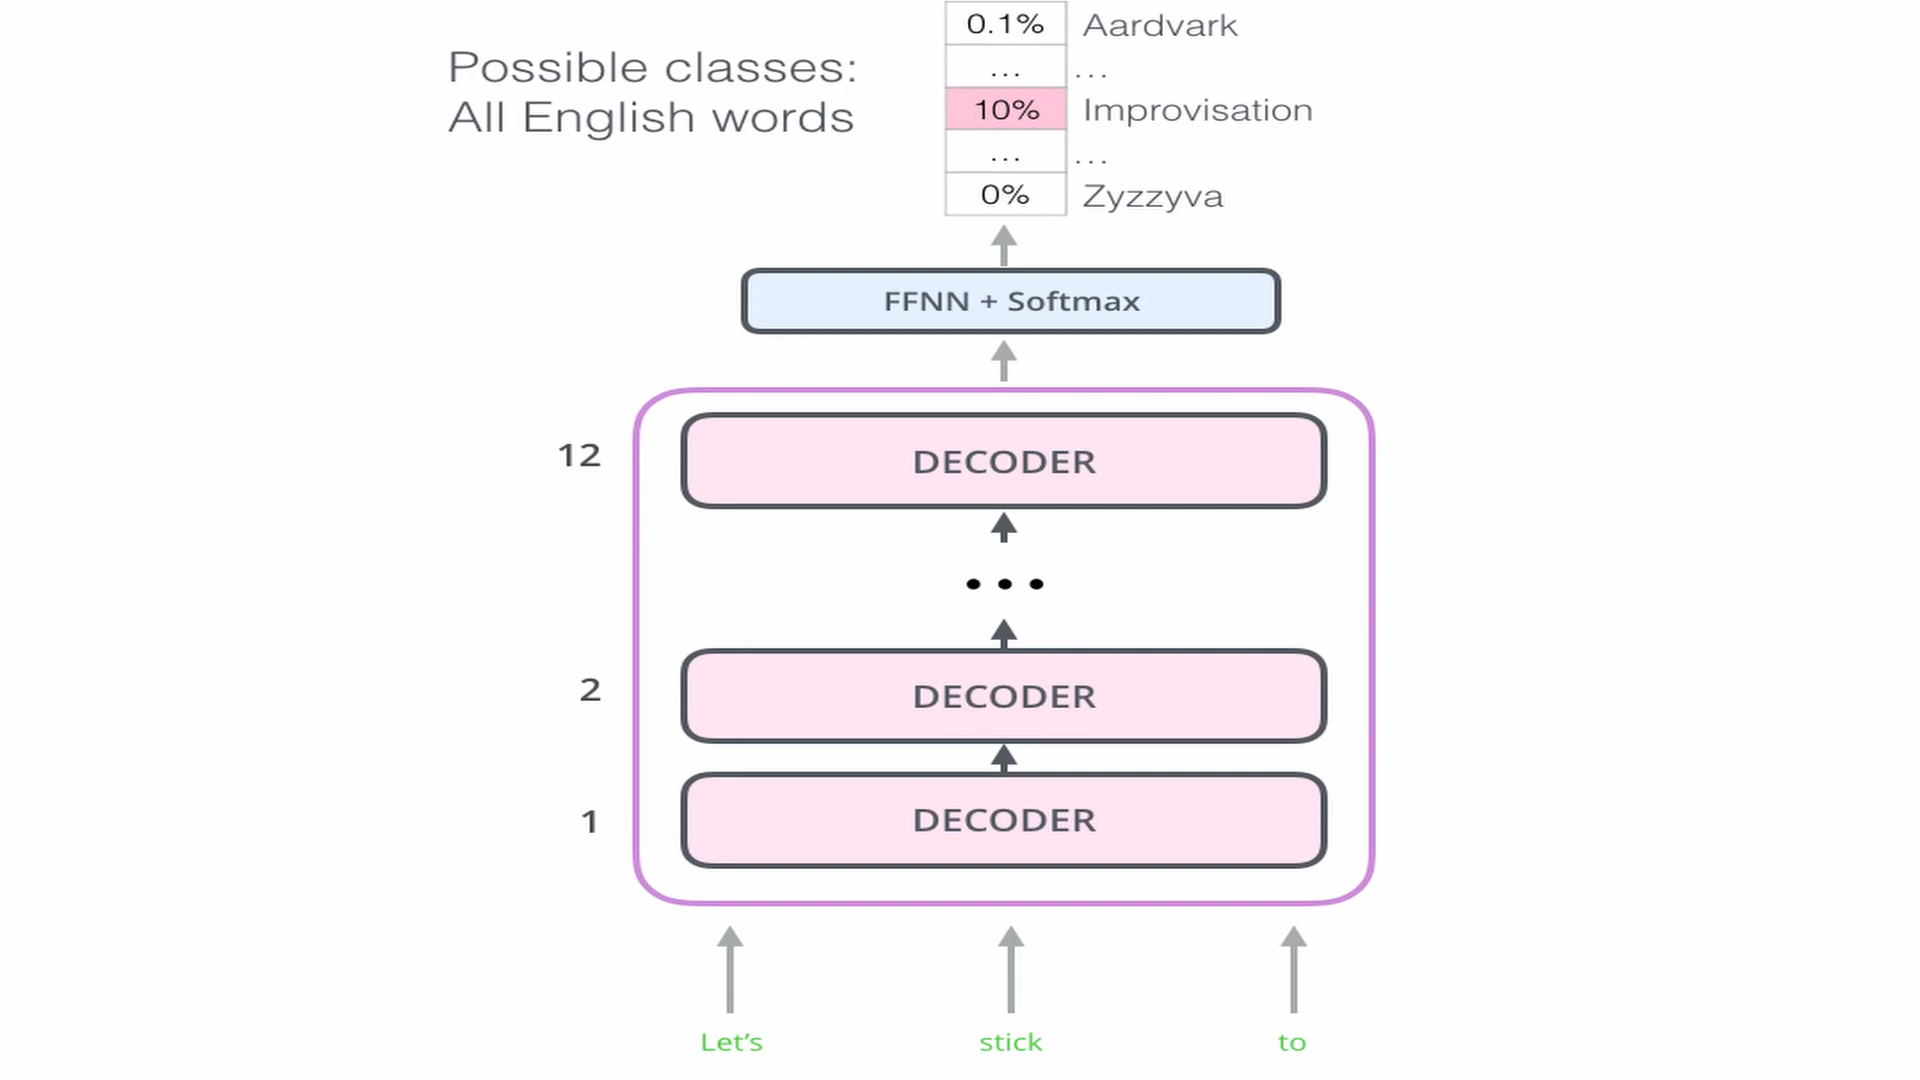 Possible classes:
All English words
0.1% Aardvark
... ...
10% Improvisation
... ...
0% Zyzzyva
FFNN + Softmax
12 DECODER
• • •
2 DECODER
1 DECODER
Let’s stick to